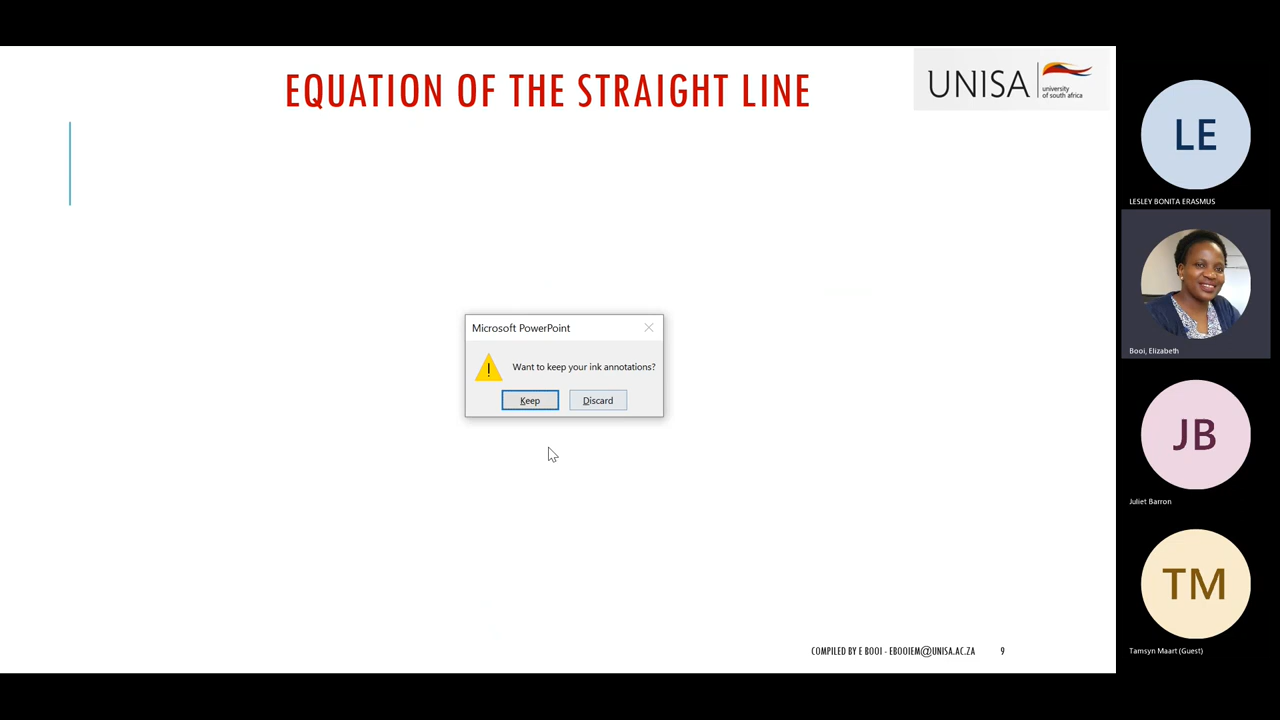 EQUATION OF THE STRAIGHT LINE
UNISA
university
of south africa
Microsoft PowerPoint
!
Want to keep your ink annotations?
Keep
Discard
COMPILED BY E BOOI - EBOOIEM@UNISA.AC.ZA 9
LE
LESLEY BONITA ERASMUS
Booi, Elizabeth
JB
Juliet Barron
TM
Tamsyn Maart (Guest)